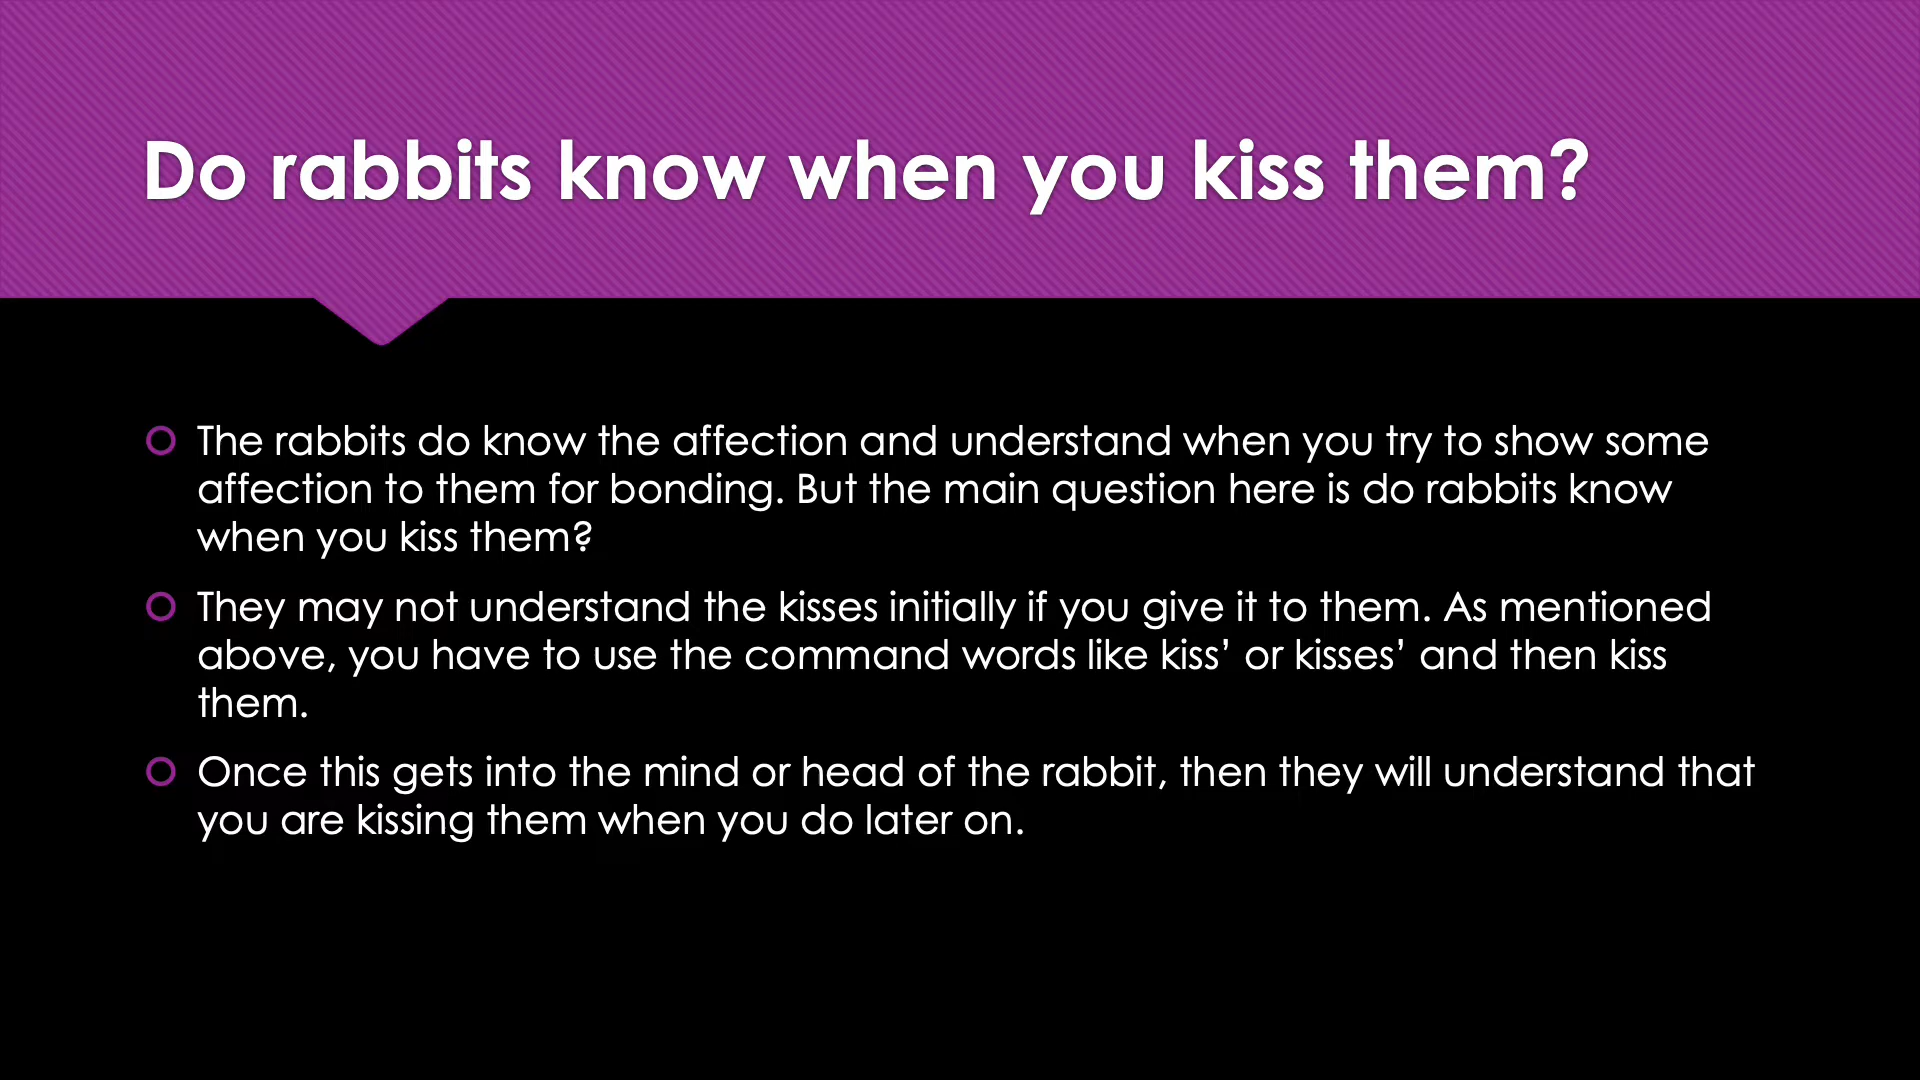 Do rabbits know when you kiss them?
The rabbits do know the affection and understand when you try to show some
affection to them for bonding. But the main question here is do rabbits know
when you kiss them?
They may not understand the kisses initially if you give it to them. As mentioned
above, you have to use the command words like kiss’ or kisses’ and then kiss
them.
Once this gets into the mind or head of the rabbit, then they will understand that
you are kissing them when you do later on.